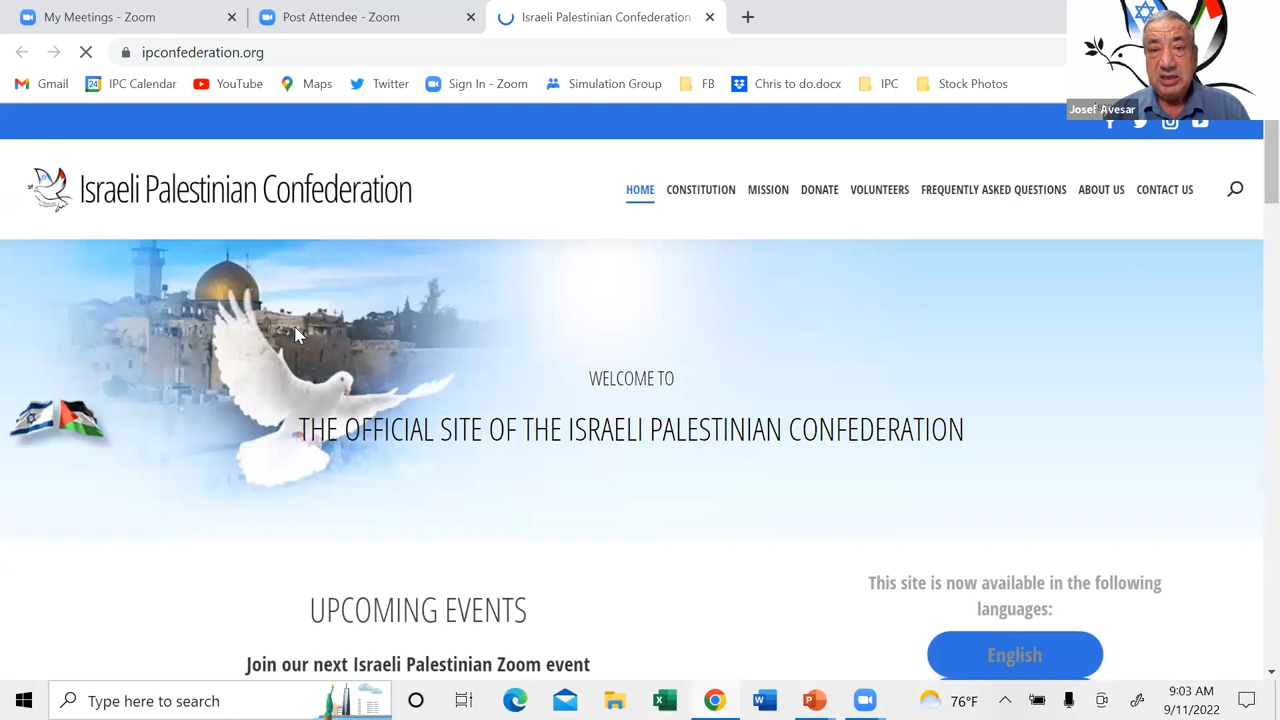 My Meetings - Zoom
Post Attendee - Zoom
Israeli Palestinian Confederation
ipconfederation.org
Gmail
IPC Calendar
YouTube
Maps
Twitter
Sign In - Zoom
Simulation Group
FB
Chris to do.docx
IPC
Stock Photos
Josef Avesar
Israeli Palestinian Confederation
HOME
CONSTITUTION
MISSION
DONATE
VOLUNTEERS
FREQUENTLY ASKED QUESTIONS
ABOUT US
CONTACT US
WELCOME TO
THE OFFICIAL SITE OF THE ISRAELI PALESTINIAN CONFEDERATION
UPCOMING EVENTS
Join our next Israeli Palestinian Zoom event
This site is now available in the following
languages:
English
Type here to search
76°F
9:03 AM
9/11/2022